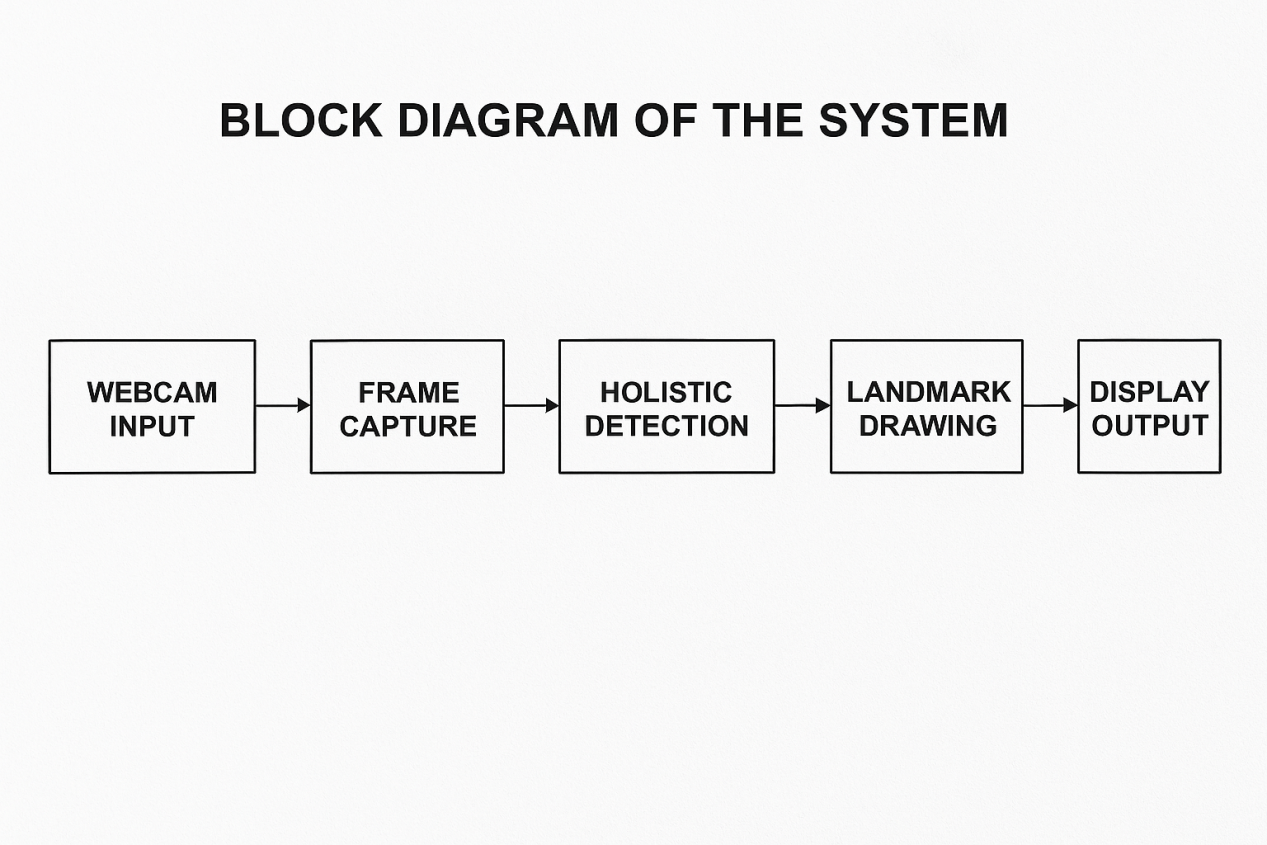 BLOCK DIAGRAM OF THE SYSTEM
WEBCAM
INPUT
FRAME
CAPTURE
HOLISTIC
DETECTION
LANDMARK
DRAWING
DISPLAY
OUTPUT